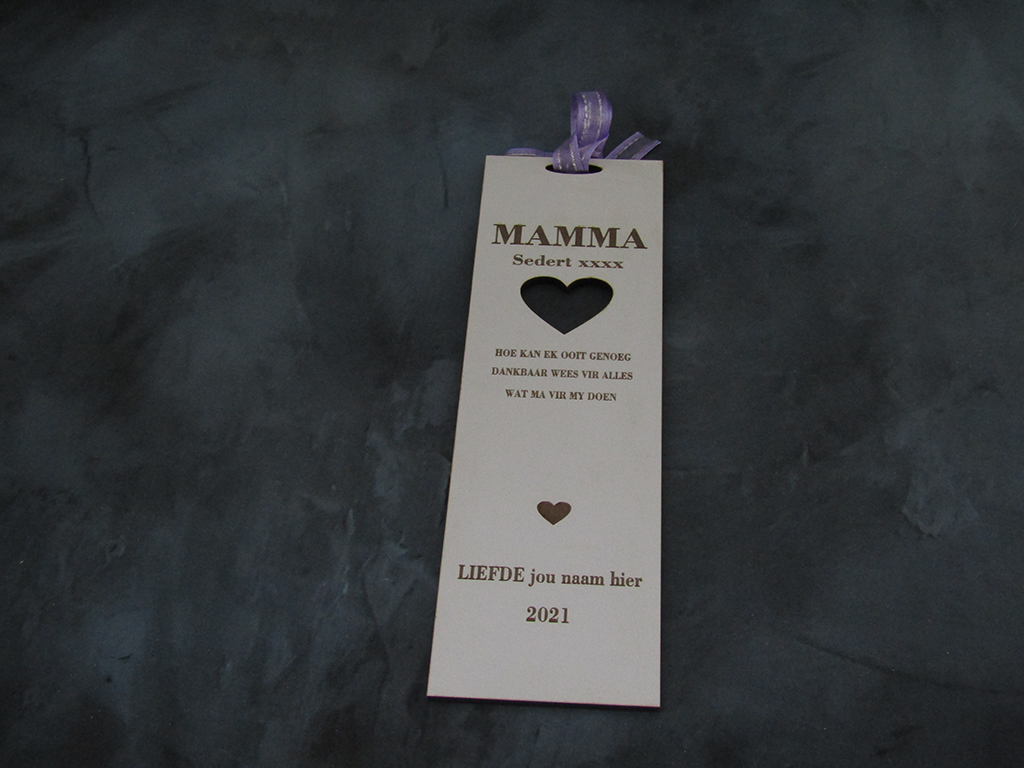 MAMMA
Sedert xxxx
HOE KAN EK OOIT GENOEG
DANKBAAR WEES VIR ALLES
WAT MA VIR MY DOEN
LIEFDE jou naam hier
2021